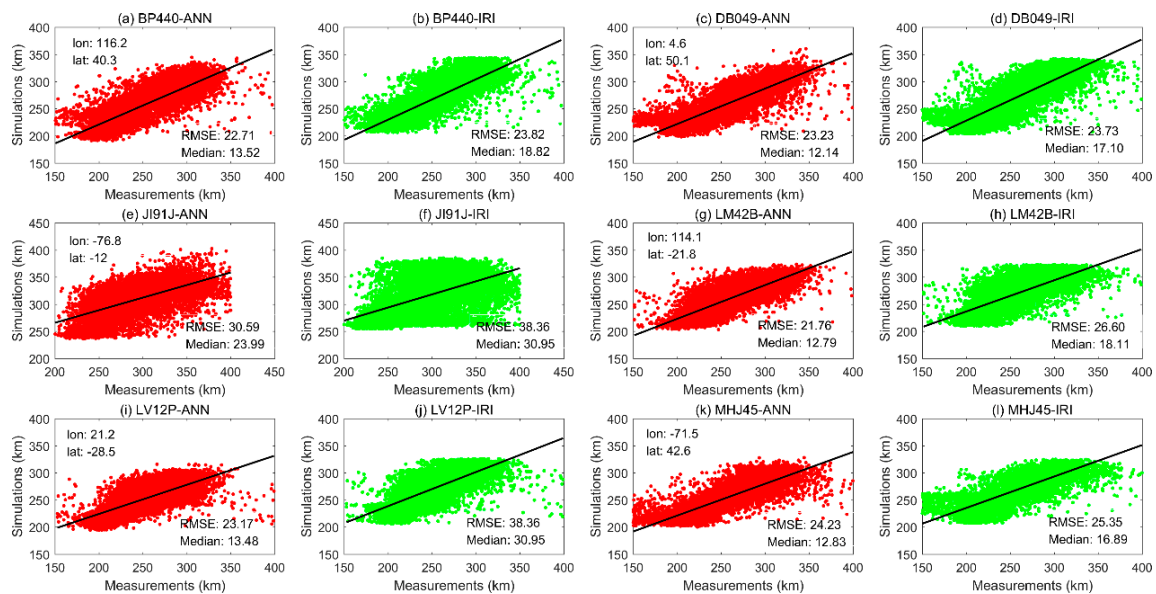 (a) BP440-ANN
lon: 116.2
lat: 40.3
RMSE: 22.71
Median: 13.52
Simulations (km)
400
350
300
250
200
150
150 200 250 300 350 400
Measurements (km)
(b) BP440-IRI
RMSE: 23.82
Median: 18.82
Simulations (km)
400
350
300
250
200
150
150 200 250 300 350 400
Measurements (km)
(c) DB049-ANN
lon: 4.6
lat: 50.1
RMSE: 23.23
Median: 12.14
Simulations (km)
400
350
300
250
200
150
150 200 250 300 350 400
Measurements (km)
(d) DB049-IRI
RMSE: 23.73
Median: 17.10
Simulations (km)
400
350
300
250
200
150
150 200 250 300 350 400
Measurements (km)
(e) JI91J-ANN
lon: -76.8
lat: -12
RMSE: 30.59
Median: 23.99
Simulations (km)
450
400
350
300
250
200
200 250 300 350 400 450
Measurements (km)
(f) JI91J-IRI
RMSE: 38.36
Median: 30.95
Simulations (km)
450
400
350
300
250
200
200 250 300 350 400 450
Measurements (km)
(g) LM42B-ANN
lon: 114.1
lat: -21.8
RMSE: 21.76
Median: 12.79
Simulations (km)
400
350
300
250
200
150
150 200 250 300 350 400
Measurements (km)
(h) LM42B-IRI
RMSE: 26.60
Median: 18.11
Simulations (km)
400
350
300
250
200
150
150 200 250 300 350 400
Measurements (km)
(i) LV12P-ANN
lon: 21.2
lat: -28.5
RMSE: 23.17
Median: 13.48
Simulations (km)
400
350
300
250
200
150
150 200 250 300 350 400
Measurements (km)
(j) LV12P-IRI
RMSE: 38.36
Median: 30.95
Simulations (km)
400
350
300
250
200
150
150 200 250 300 350 400
Measurements (km)
(k) MHJ45-ANN
lon: -71.5
lat: 42.6
RMSE: 24.23
Median: 12.83
Simulations (km)
400
350
300
250
200
150
150 200 250 300 350 400
Measurements (km)
(l) MHJ45-IRI
RMSE: 25.35
Median: 16.89
Simulations (km)
400
350
300
250
200
150
150 200 250 300 350 400
Measurements (km)